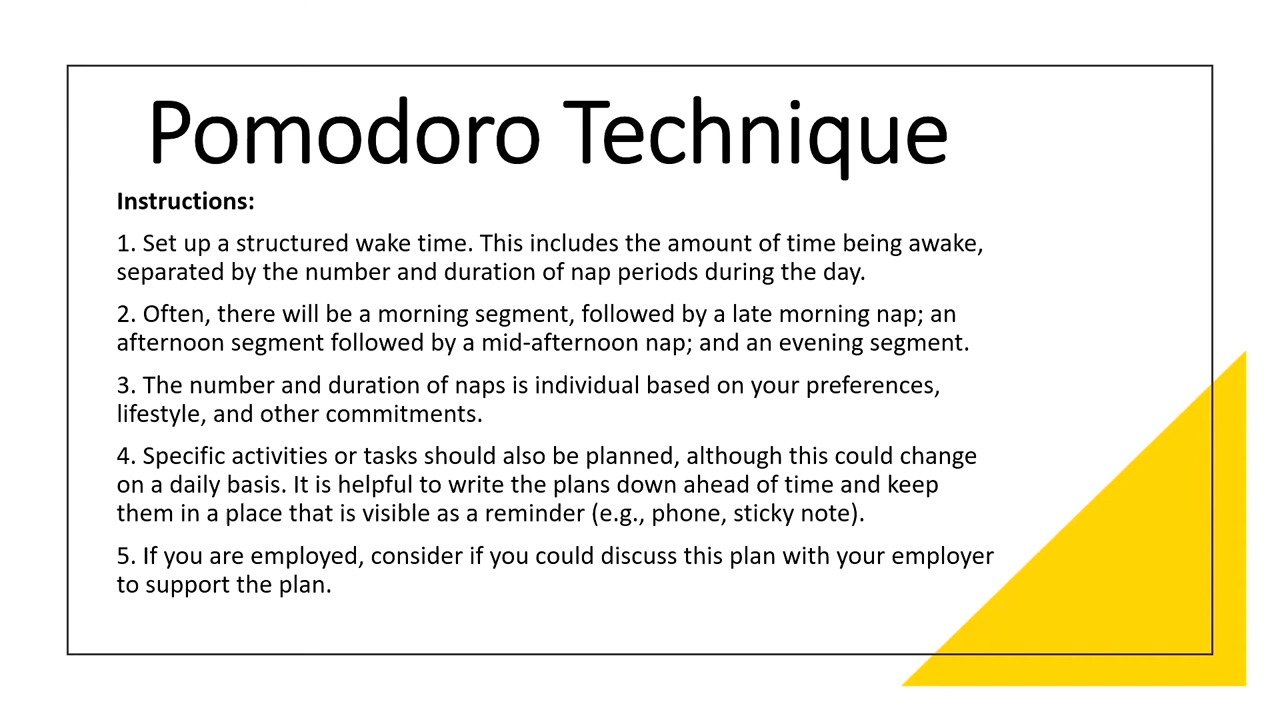 Pomodoro Technique
Instructions:
1. Set up a structured wake time. This includes the amount of time being awake,
separated by the number and duration of nap periods during the day.
2. Often, there will be a morning segment, followed by a late morning nap; an
afternoon segment followed by a mid-afternoon nap; and an evening segment.
3. The number and duration of naps is individual based on your preferences,
lifestyle, and other commitments.
4. Specific activities or tasks should also be planned, although this could change
on a daily basis. It is helpful to write the plans down ahead of time and keep
them in a place that is visible as a reminder (e.g., phone, sticky note).
5. If you are employed, consider if you could discuss this plan with your employer
to support the plan.